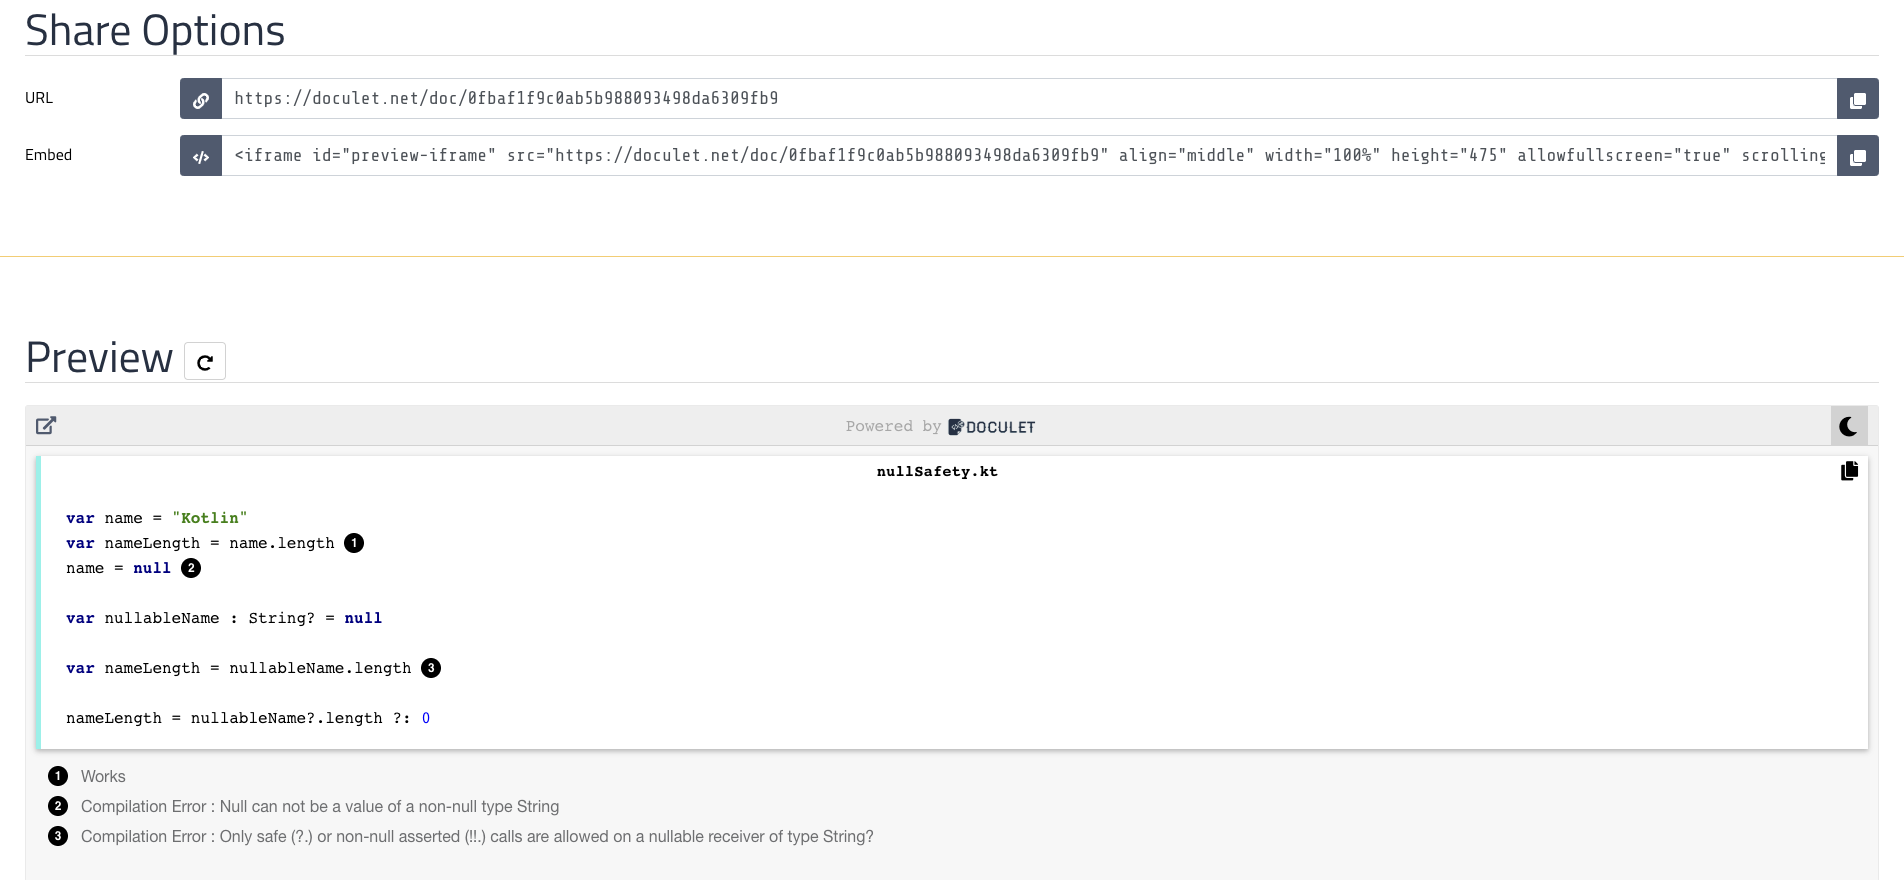 Share Options
URL
https://doculet.net/doc/0fbaf1f9c0ab5b988093498da6309fb9
Embed
<iframe id="preview-iframe" src="https://doculet.net/doc/0fbaf1f9c0ab5b988093498da6309fb9" align="middle" width="100%" height="475" allowfullscreen="true" scrolling
Preview
Powered by DOCULET
nullSafety.kt
var name = "Kotlin"
var nameLength = name.length 1
name = null 2
var nullableName : String? = null
var nameLength = nullableName.length 3
nameLength = nullableName?.length ?: 0
1 Works
2 Compilation Error : Null can not be a value of a non-null type String
3 Compilation Error : Only safe (?.) or non-null asserted (!!.) calls are allowed on a nullable receiver of type String?